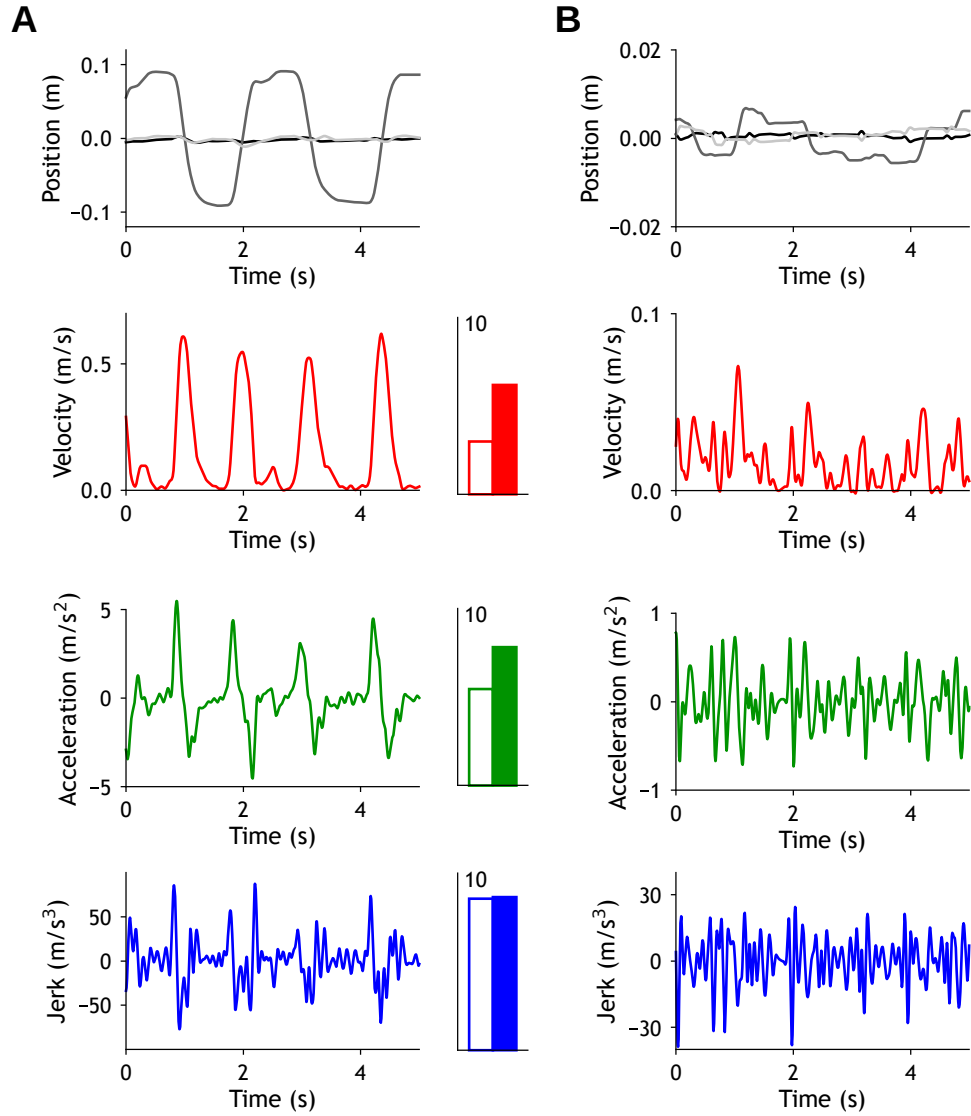 A
B
Position (m)
0.1
0.0
−0.1
0
2
4
Time (s)
Position (m)
0.02
0.00
−0.02
0
2
4
Time (s)
Velocity (m/s)
0.5
0.0
0
2
4
Time (s)
10
Velocity (m/s)
0.1
0.0
0
2
4
Time (s)
Acceleration (m/s²)
5
0
−5
0
2
4
Time (s)
10
Acceleration (m/s²)
1
0
−1
0
2
4
Time (s)
Jerk (m/s³)
50
0
−50
0
2
4
Time (s)
10
Jerk (m/s³)
30
0
−30
0
2
4
Time (s)